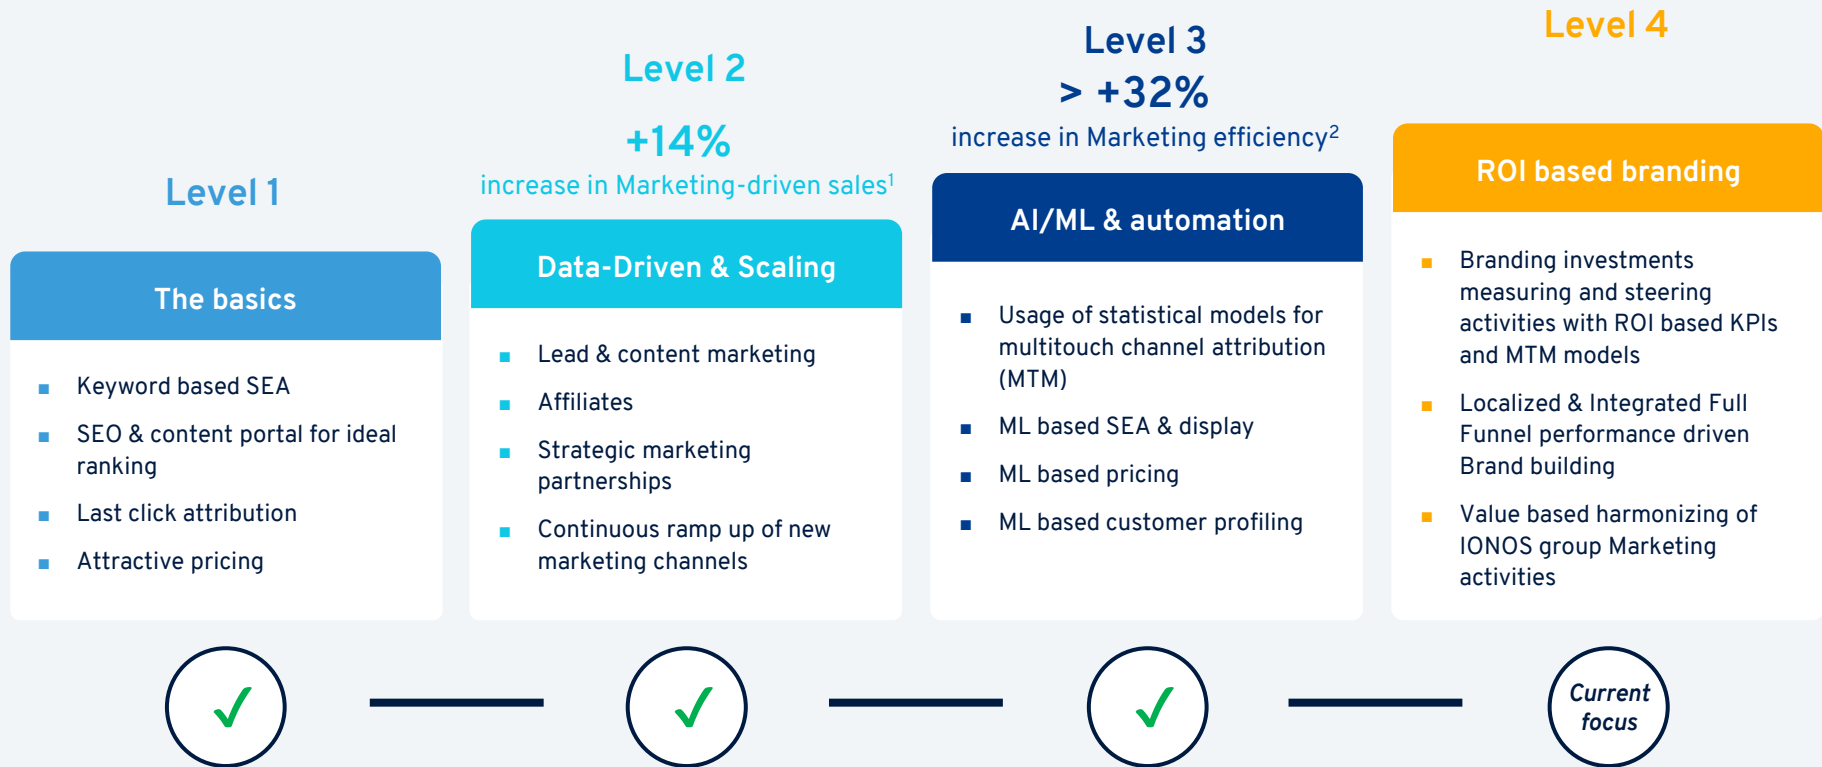 Level 1
The basics
Keyword based SEA
SEO & content portal for ideal
ranking
Last click attribution
Attractive pricing
Level 2
+14%
increase in Marketing-driven sales¹
Data-Driven & Scaling
Lead & content marketing
Affiliates
Strategic marketing
partnerships
Continuous ramp up of new
marketing channels
Level 3
> +32%
increase in Marketing efficiency²
AI/ML & automation
Usage of statistical models for
multitouch channel attribution
(MTM)
ML based SEA & display
ML based pricing
ML based customer profiling
Level 4
ROI based branding
Branding investments
measuring and steering
activities with ROI based KPIs
and MTM models
Localized & Integrated Full
Funnel performance driven
Brand building
Value based harmonizing of
IONOS group Marketing
activities
Current
focus